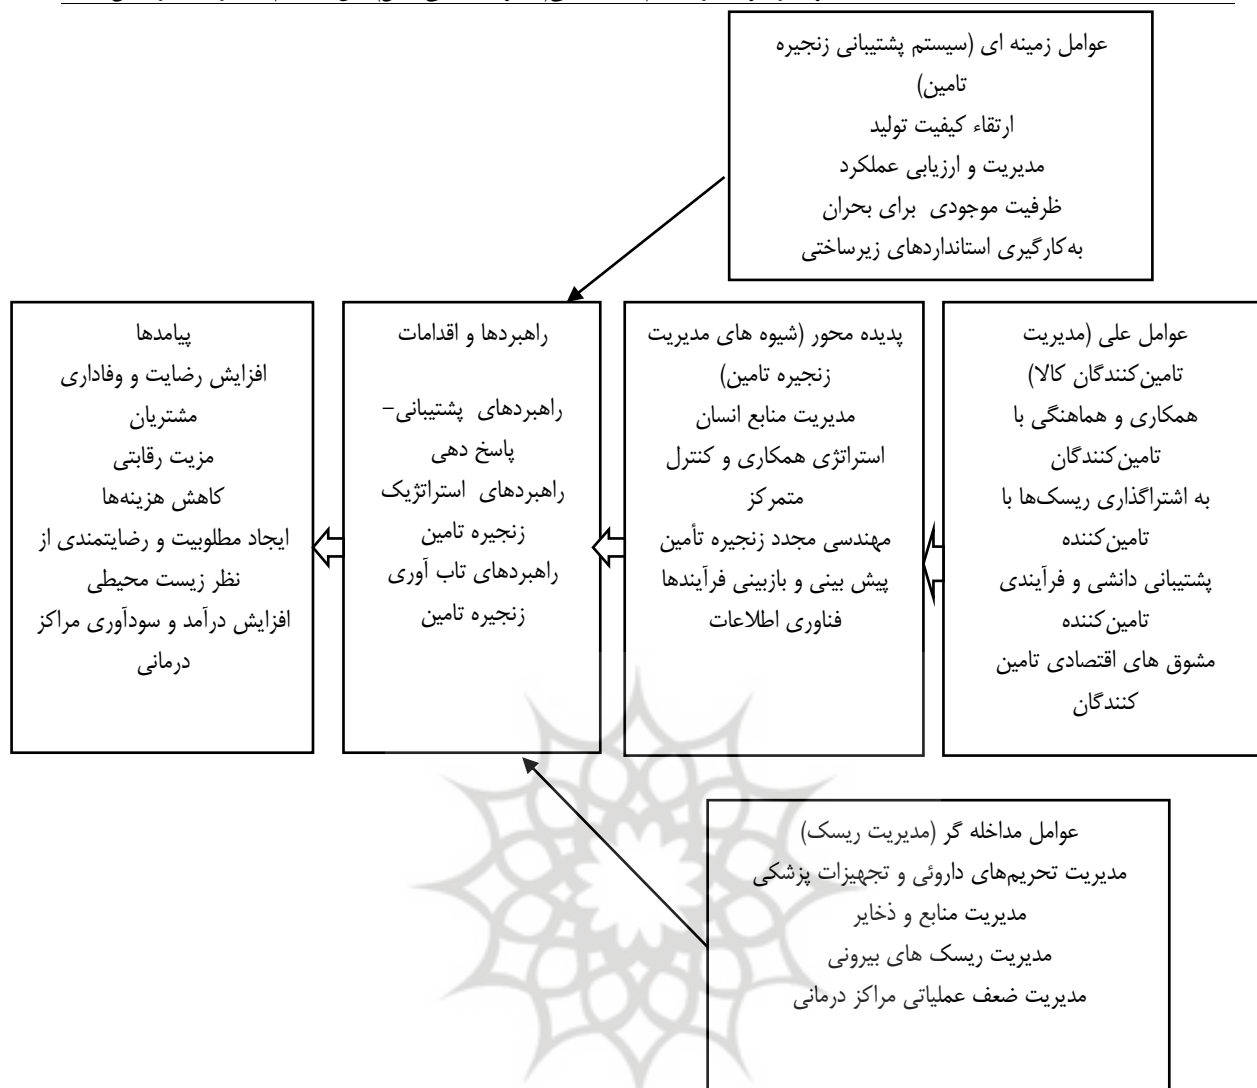 عوامل زمینه ای (سیستم پشتیبانی زنجیره
تامین)
ارتقاء کیفیت تولید
مدیریت و ارزیابی عملکرد
ظرفیت موجودی برای بحران
به‌کارگیری استانداردهای زیرساختی
عوامل علی (مدیریت
تامین‌کنندگان کالا)
همکاری و هماهنگی با
تامین‌کنندگان
به اشتراگذاری ریسک‌ها با
تامین‌کننده
پشتیبانی دانشی و فرآیندی
تامین‌کننده
مشوق های اقتصادی تامین
کنندگان
پدیده محور (شیوه های مدیریت
زنجیره تامین)
مدیریت منابع انسان
استراتژی همکاری و کنترل
متمرکز
مهندسی مجدد زنجیره تأمین
پیش بینی و بازبینی فرآیندها
فناوری اطلاعات
راهبردها و اقدامات
راهبردهای پشتیبانی–
پاسخ دهی
راهبردهای استراتژیک
زنجیره تامین
راهبردهای تاب آوری
زنجیره تامین
پیامدها
افزایش رضایت و وفاداری
مشتریان
مزیت رقابتی
کاهش هزینه‌ها
ایجاد مطلوبیت و رضایتمندی از
نظر زیست محیطی
افزایش درآمد و سودآوری مراکز
درمانی
عوامل مداخله گر (مدیریت ریسک)
مدیریت تحریم‌های داروئی و تجهیزات پزشکی
مدیریت منابع و ذخایر
مدیریت ریسک های بیرونی
مدیریت ضعف عملیاتی مراکز درمانی